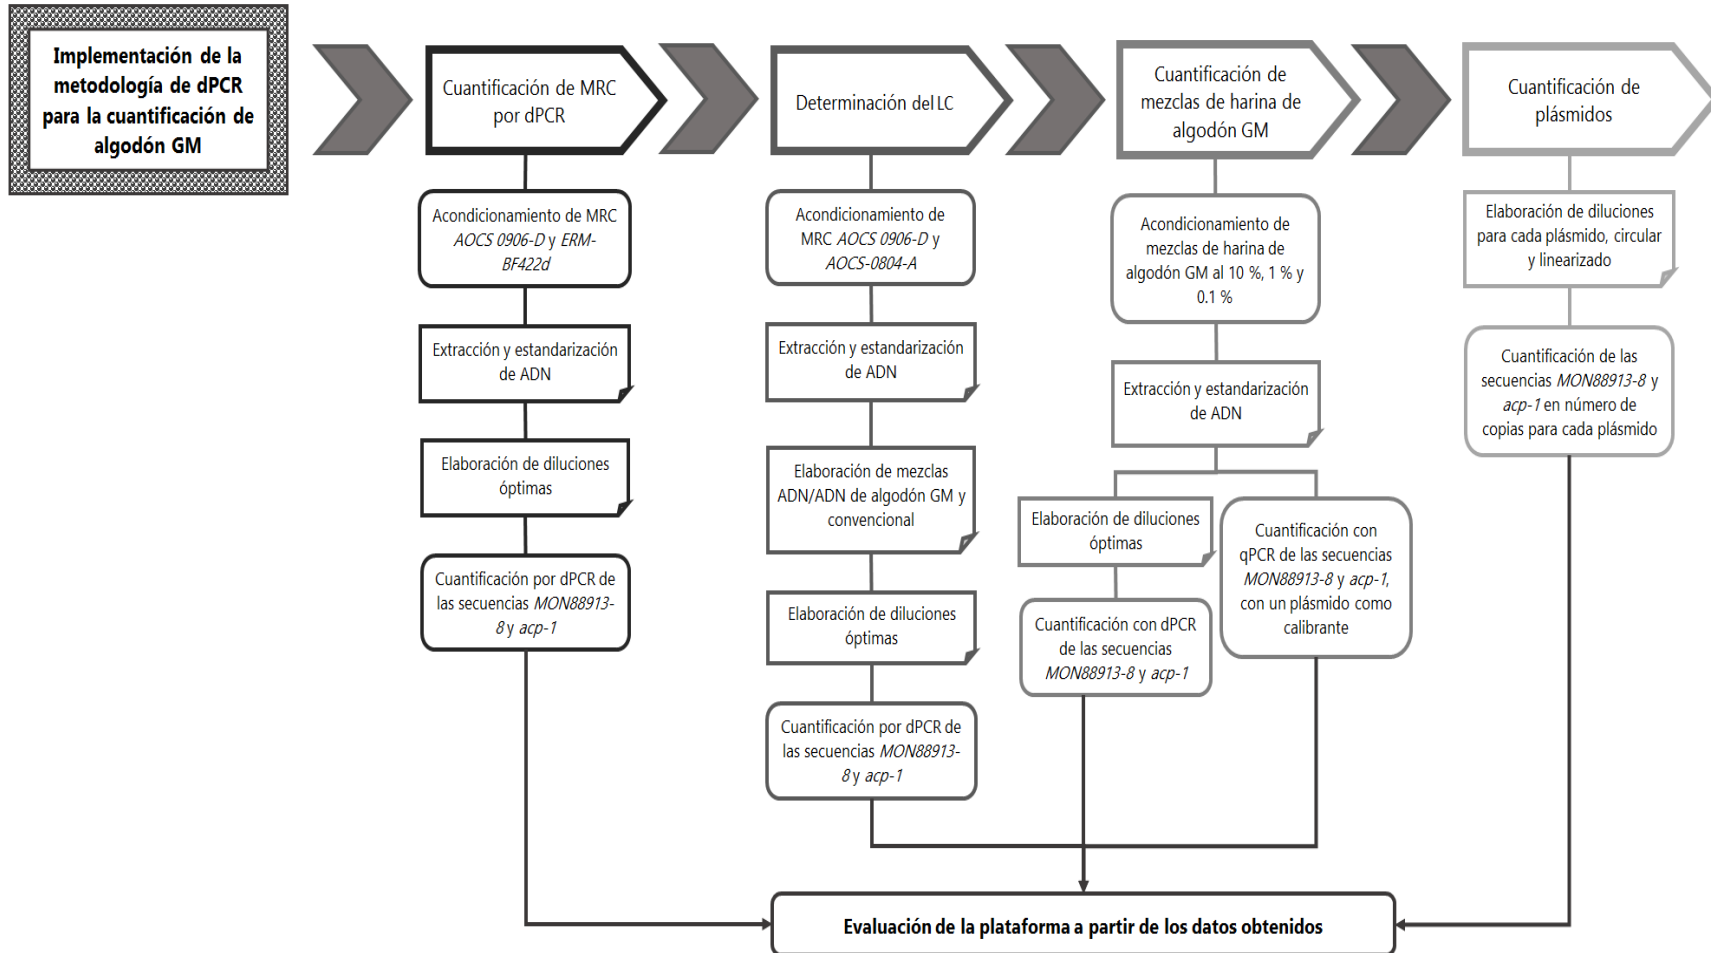 Implementación de la
metodología de dPCR
para la cuantificación de
algodón GM
Cuantificación de MRC
por dPCR
Acondicionamiento de MRC
AOCS 0906-D y ERM-
BF422d
Extracción y estandarización
de ADN
Elaboración de diluciones
óptimas
Cuantificación por dPCR de
las secuencias MON88913-
8 y acp-1
Determinación del LC
Acondicionamiento de
MRC AOCS 0906-D y
AOCS-0804-A
Extracción y estandarización
de ADN
Elaboración de mezclas
ADN/ADN de algodón GM y
convencional
Elaboración de diluciones
óptimas
Cuantificación por dPCR de
las secuencias MON88913-
8 y acp-1
Cuantificación de
mezclas de harina de
algodón GM
Acondicionamiento de
mezclas de harina de
algodón GM al 10 %, 1 % y
0.1 %
Extracción y estandarización
de ADN
Elaboración de diluciones
óptimas
Cuantificación con dPCR
de las secuencias
MON88913-8 y acp-1
Cuantificación con
qPCR de las secuencias
MON88913-8 y acp-1,
con un plásmido como
calibrante
Cuantificación de
plásmidos
Elaboración de diluciones
para cada plásmido, circular
y linearizado
Cuantificación de las
secuencias MON88913-8 y
acp-1 en número de
copias para cada plásmido
Evaluación de la plataforma a partir de los datos obtenidos